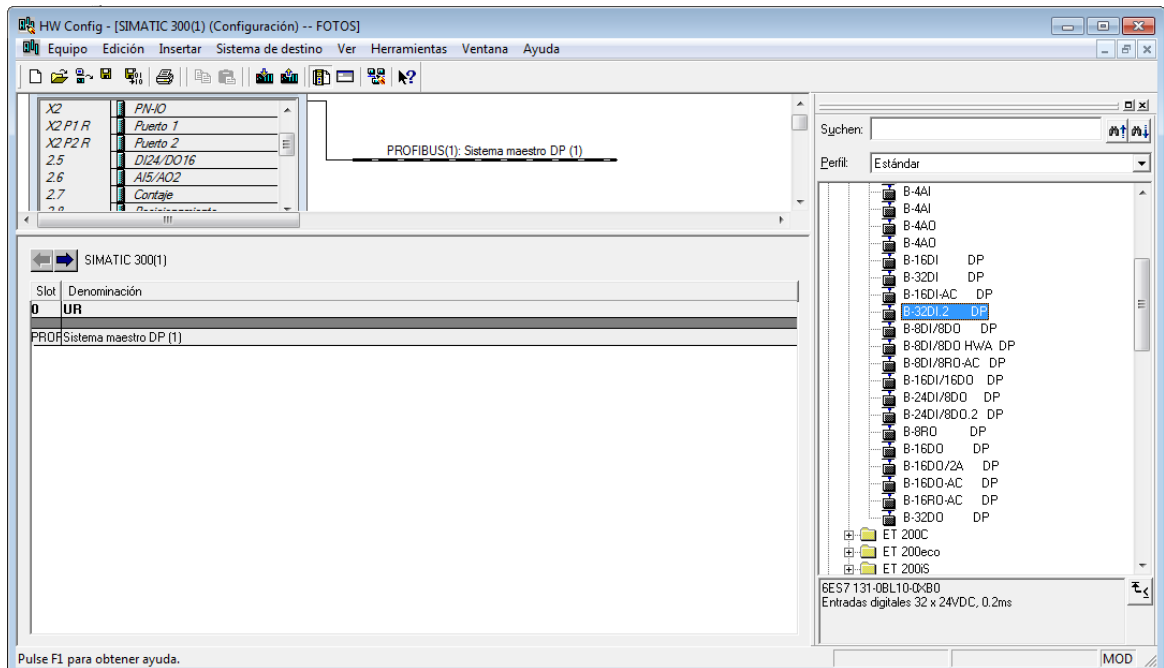 HW Config - [SIMATIC 300(1) (Configuración) -- FOTOS]
Equipo Edición Insertar Sistema de destino Ver Herramientas Ventana Ayuda
X2 PN-IO
X2 P1 R Puerto 1
X2 P2 R Puerto 2
2.5 DI24/DO16
2.6 AI5/AO2
2.7 Contaje
2.8 Posicionamiento
PROFIBUS(1): Sistema maestro DP (1)
SIMATIC 300(1)
Slot Denominación
0 UR
PROF Sistema maestro DP (1)
Suchen:
Perfil: Estándar
B-4AI
B-4AI
B-4AO
B-4AO
B-16DI DP
B-32DI DP
B-16DI-AC DP
B-32DI.2 DP
B-8DI/8DO DP
B-8DI/8DO HWA DP
B-8DI/8RO-AC DP
B-16DI/16DO DP
B-24DI/8DO DP
B-24DI/8DO.2 DP
B-8RO DP
B-16DO DP
B-16DO/2A DP
B-16DO-AC DP
B-16RO-AC DP
B-32DO DP
ET 200C
ET 200eco
ET 200iS
6ES7 131-0BL10-0XB0
Entradas digitales 32 x 24VDC, 0.2ms
Pulse F1 para obtener ayuda.
MOD